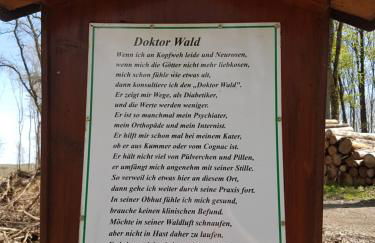 Doktor Wald
Wenn ich an Kopfweh leide und Neurosen,
wenn mich die Götter nicht mehr liebkosen,
mich schon fühle wie etwas alt,
dann konsultiere ich den „Doktor Wald".
Er zeigt mir Wege, als Diabetiker,
und die Werte werden weniger.
Er ist so manchmal mein Psychiater,
mein Orthopäde und mein Internist.
Er hilft mir schon mal bei meinem Kater,
ob er aus Kummer oder vom Cognac ist.
Er hält nicht viel von Pülverchen und Pillen,
er umfängt mich angenehm mit seiner Stille.
So verweil ich etwas hier an diesem Ort,
dann gehe ich weiter durch seine Praxis fort.
In seiner Obhut fühle ich mich gesund,
brauche keinen klinischen Befund.
Möchte in seiner Waldluft schnaufen,
aber nicht in Hast daher zu laufen.